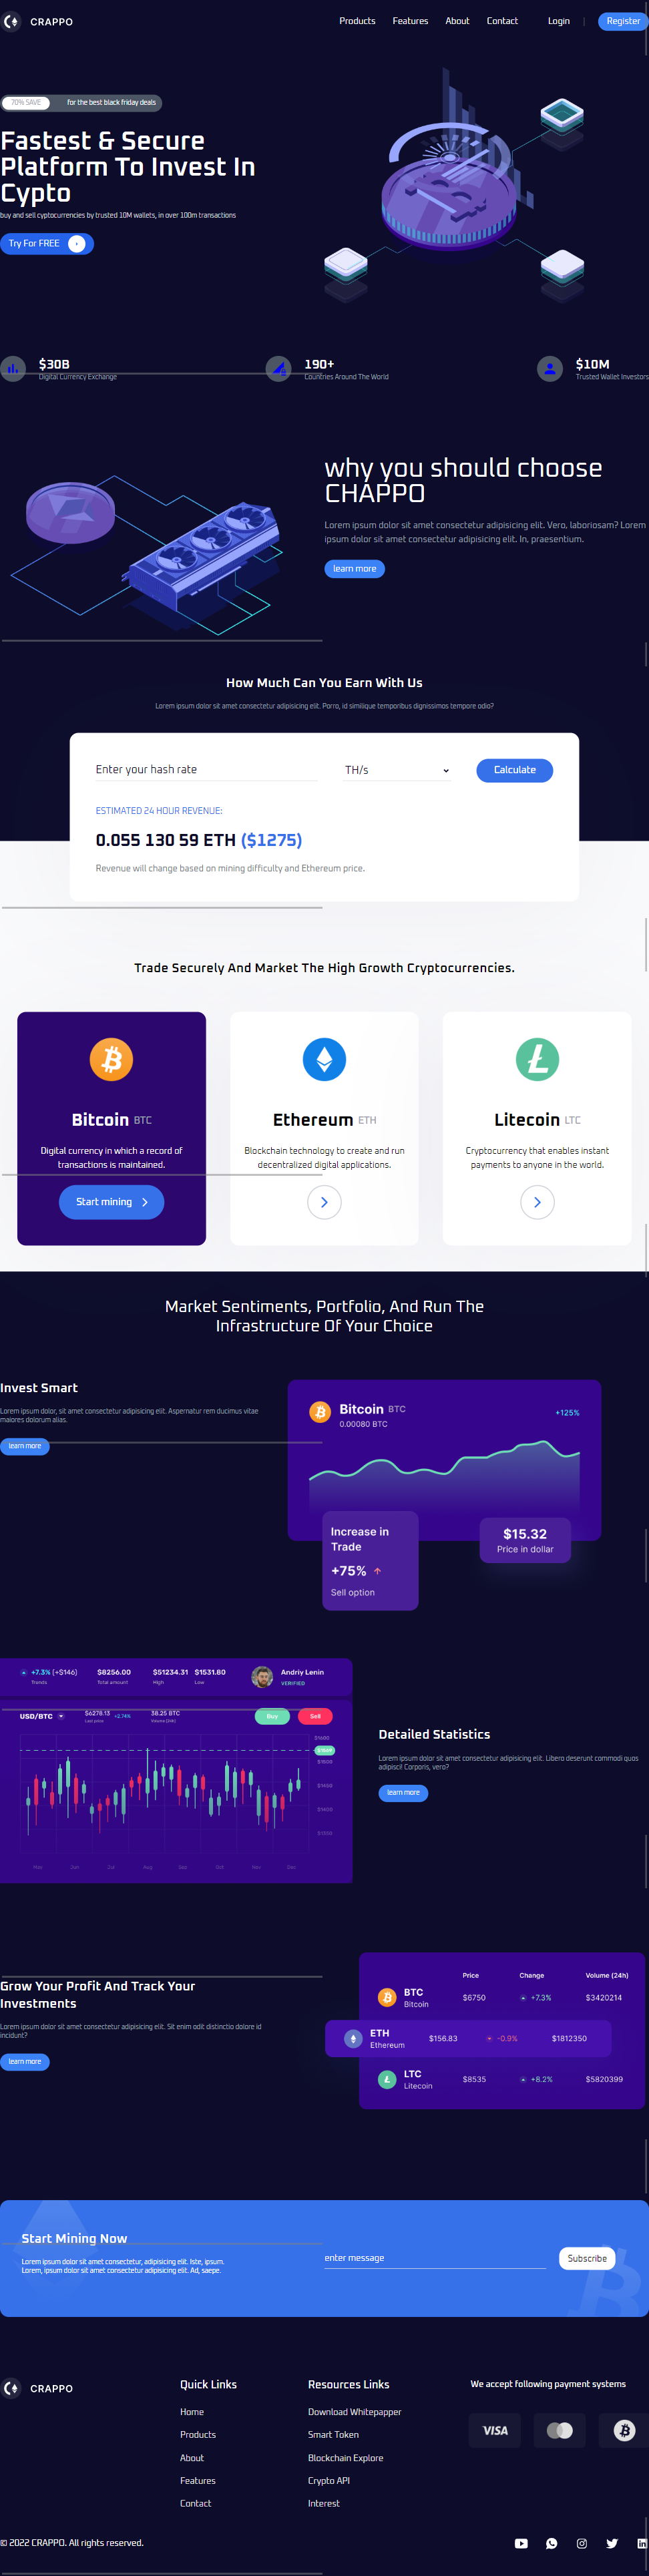 CRAPPO
Products Features About Contact Login | Register
70% SAVE for the best black friday deals
Fastest & Secure
Platform To Invest In
Cypto
buy and sell cyptocurrencies by trusted 10M wallets, in over 100m transactions
Try For FREE
$30B
Digital Currency Exchange
190+
Countries Around The World
$10M
Trusted Wallet Investors
why you should choose
CHAPPO
Lorem ipsum dolor sit amet consectetur adipisicing elit. Vero, laboriosam? Lorem
ipsum dolor sit amet consectetur adipisicing elit. In, praesentium.
learn more
How Much Can You Earn With Us
Lorem ipsum dolor sit amet consectetur adipisicing elit. Porro, id similique temporibus dignissimos tempore odio?
Enter your hash rate TH/s Calculate
ESTIMATED 24 HOUR REVENUE:
0.055 130 59 ETH ($1275)
Revenue will change based on mining difficulty and Ethereum price.
Trade Securely And Market The High Growth Cryptocurrencies.
Bitcoin BTC
Digital currency in which a record of
transactions is maintained.
Start mining
Ethereum ETH
Blockchain technology to create and run
decentralized digital applications.
Litecoin LTC
Cryptocurrency that enables instant
payments to anyone in the world.
Market Sentiments, Portfolio, And Run The
Infrastructure Of Your Choice
Invest Smart
Lorem ipsum dolor, sit amet consectetur adipisicing elit. Aspernatur rem ducimus vitae
maiores dolorum alias.
learn more
Bitcoin BTC
0.00080 BTC
+125%
Increase in
Trade
+75%
Sell option
$15.32
Price in dollar
+7.3% (+$146)
Trends
$8256.00
Total amount
$51234.31
High
$1531.80
Low
Andriy Lenin
VERIFIED
USD/BTC
$6278.13
Last price
+2.74%
38.25 BTC
Volume (24h)
Buy
Sell
May Jun Jul Aug Sep Oct Nov Dec
Detailed Statistics
Lorem ipsum dolor sit amet consectetur adipisicing elit. Libero deserunt commodi quos
adipisci! Corporis, vero?
learn more
Grow Your Profit And Track Your
Investments
Lorem ipsum dolor sit amet consectetur adipisicing elit. Sit enim odit distinctio dolore id
incidunt?
learn more
Price Change Volume (24h)
BTC
Bitcoin
$6750 +7.3% $3420214
ETH
Ethereum
$156.83 -0.9% $1812350
LTC
Litecoin
$8535 +8.2% $5820399
Start Mining Now
Lorem ipsum dolor sit amet consectetur, adipisicing elit. Iste, ipsum.
Lorem, ipsum dolor sit amet consectetur adipisicing elit. Ad, saepe.
enter message
Subscribe
CRAPPO
Quick Links
Home
Products
About
Features
Contact
Resources Links
Download Whitepapper
Smart Token
Blockchain Explore
Crypto API
Interest
We accept following payment systems
VISA
© 2022 CRAPPO. All rights reserved.